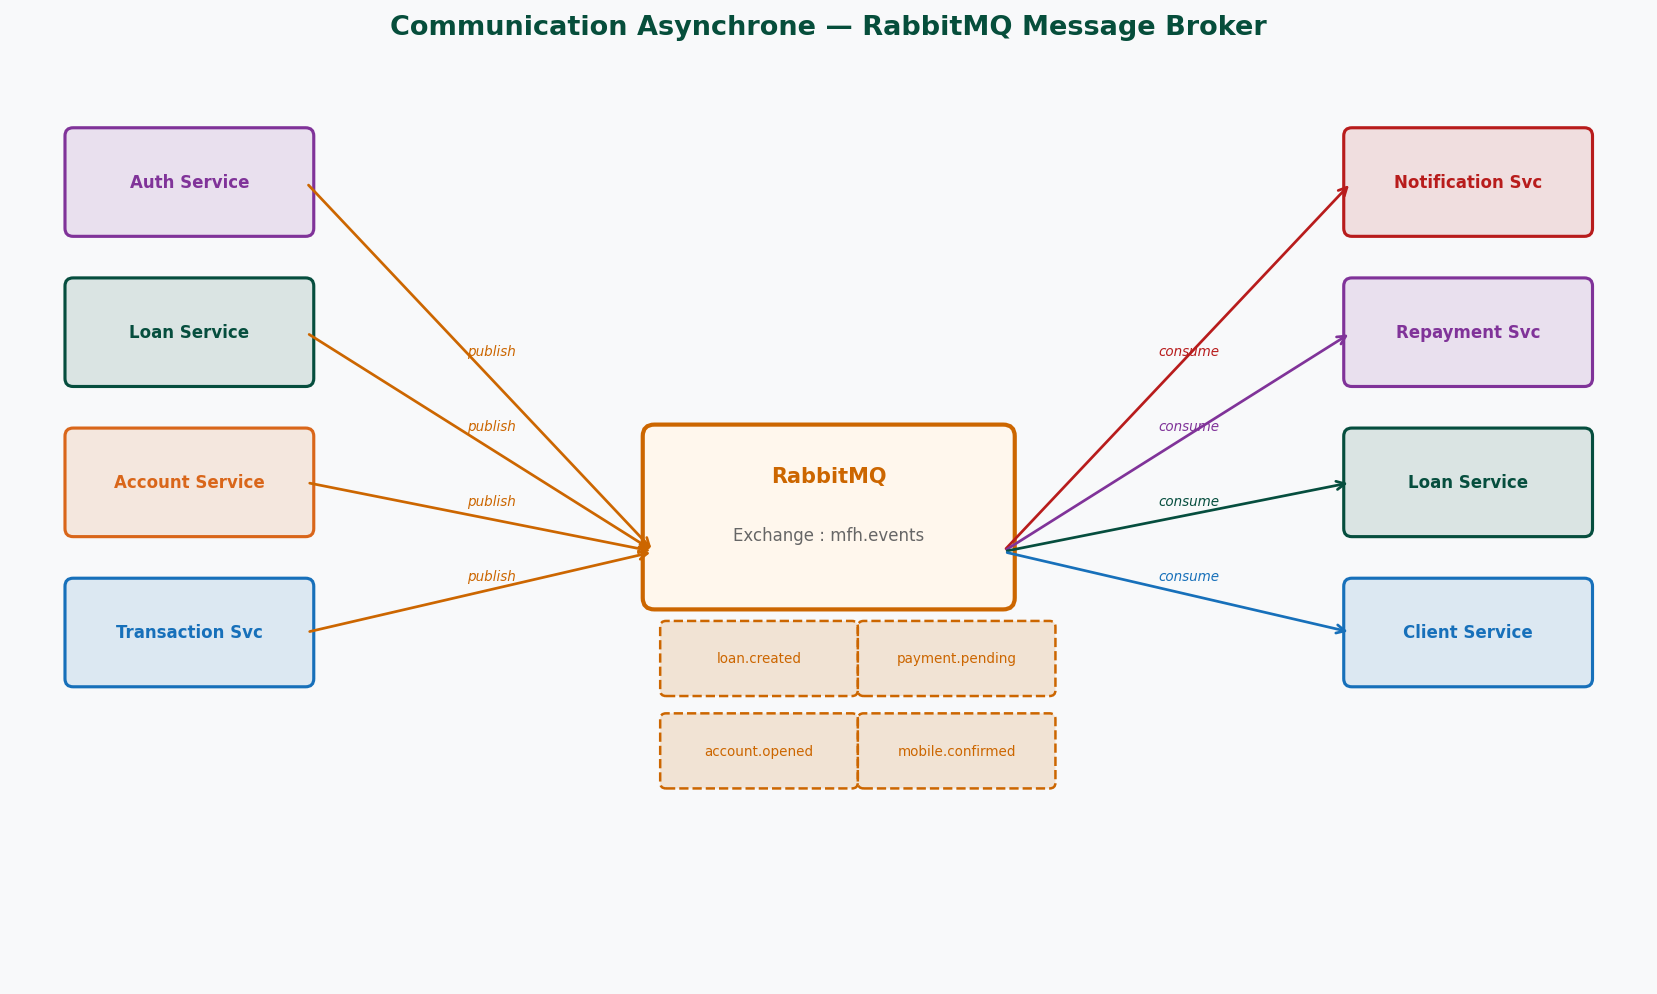 Communication Asynchrone — RabbitMQ Message Broker
Auth Service
Loan Service
Account Service
Transaction Svc
publish
publish
publish
publish
RabbitMQ
Exchange : mfh.events
loan.created
payment.pending
account.opened
mobile.confirmed
consume
consume
consume
consume
Notification Svc
Repayment Svc
Loan Service
Client Service